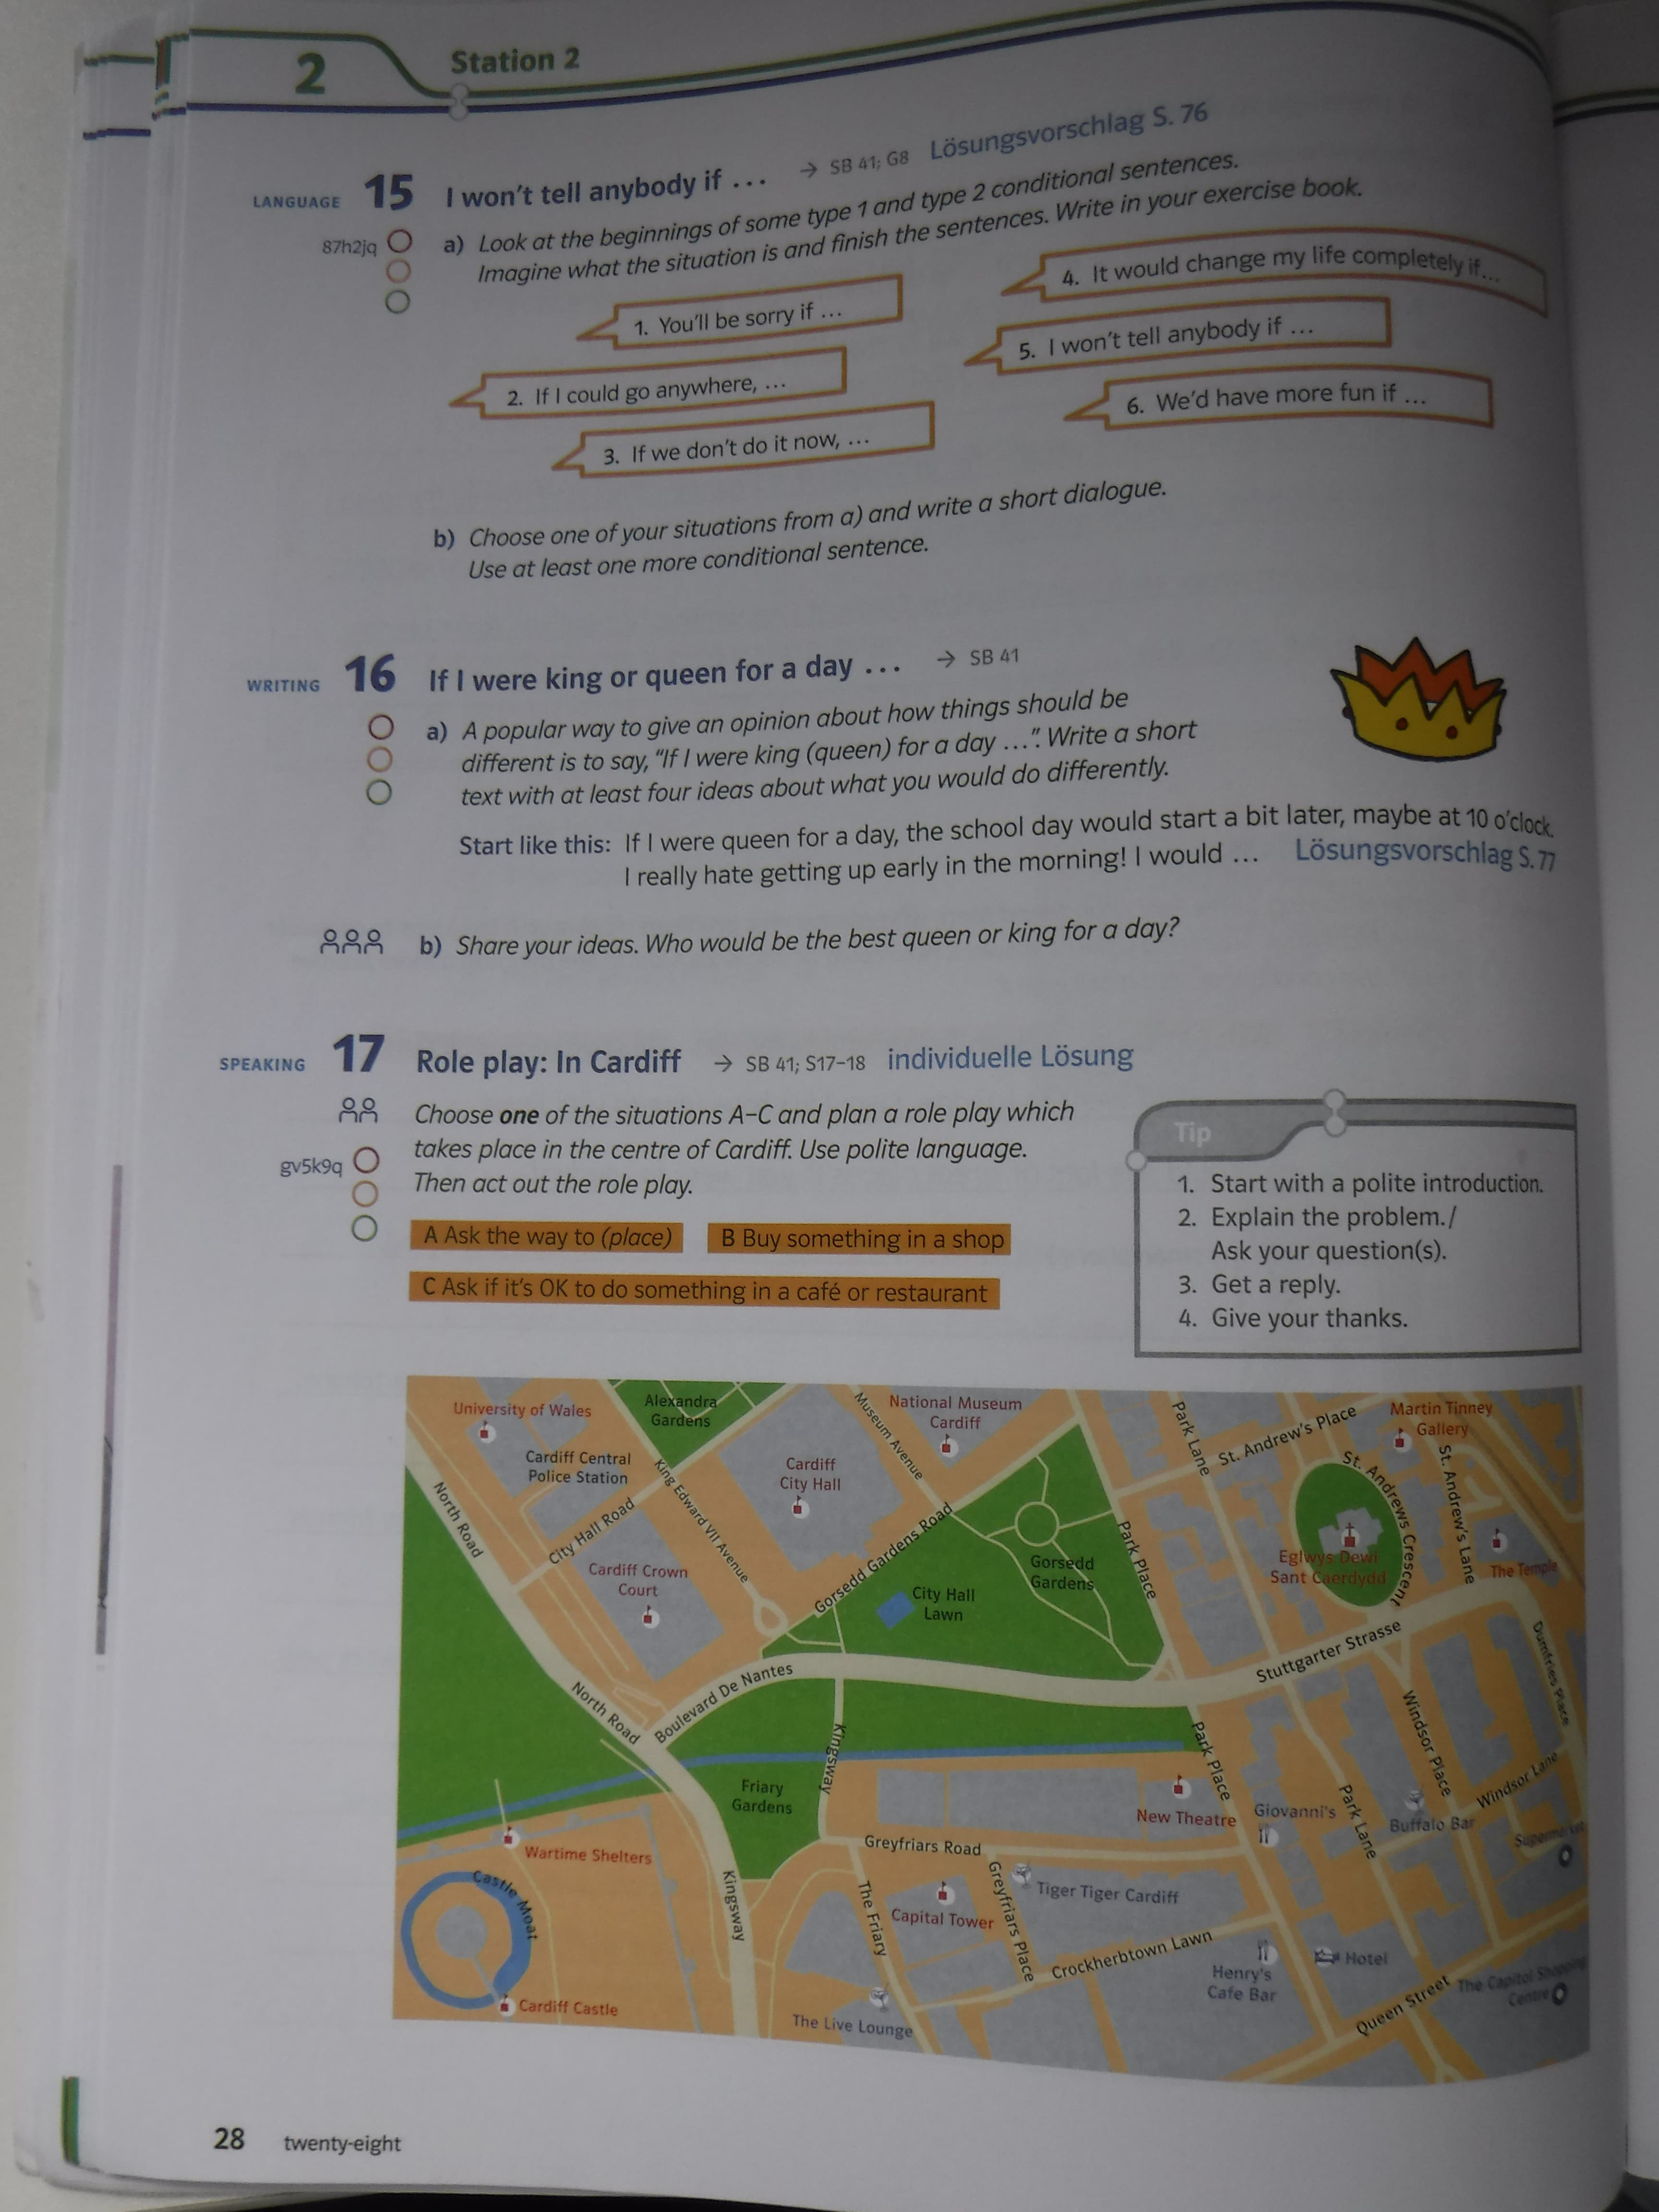 2
Station 2
LANGUAGE 15 I won't tell anybody if ... → SB 41; G8 Lösungsvorschlag S. 76
87h2jq
a) Look at the beginnings of some type 1 and type 2 conditional sentences.
Imagine what the situation is and finish the sentences. Write in your exercise book.
1. You'll be sorry if ...
2. If I could go anywhere, ...
3. If we don't do it now, ...
4. It would change my life completely if...
5. I won't tell anybody if ...
6. We'd have more fun if ...
b) Choose one of your situations from a) and write a short dialogue.
Use at least one more conditional sentence.
WRITING 16 If I were king or queen for a day ... → SB 41
a) A popular way to give an opinion about how things should be
different is to say, "If I were king (queen) for a day ...". Write a short
text with at least four ideas about what you would do differently.
Start like this: If I were queen for a day, the school day would start a bit later, maybe at 10 o'clock.
I really hate getting up early in the morning! I would ... Lösungsvorschlag S. 77
b) Share your ideas. Who would be the best queen or king for a day?
SPEAKING 17 Role play: In Cardiff → SB 41; S17–18 individuelle Lösung
gv5k9q
Choose one of the situations A–C and plan a role play which
takes place in the centre of Cardiff. Use polite language.
Then act out the role play.
A Ask the way to (place)
B Buy something in a shop
C Ask if it's OK to do something in a café or restaurant
Tip
1. Start with a polite introduction.
2. Explain the problem./
Ask your question(s).
3. Get a reply.
4. Give your thanks.
University of Wales
Alexandra
Gardens
Museum Avenue
National Museum
Cardiff
Park Lane
St. Andrew's Place
Martin Tinney
Gallery
Cardiff Central
Police Station
King Edward VII Avenue
Cardiff
City Hall
St. Andrews Crescent
St. Andrew's Lane
North Road
City Hall Road
Gorsedd Gardens Road
Park Place
Cardiff Crown
Court
Gorsedd
Gardens
City Hall
Lawn
Eglwys Dewi
Sant Caerdydd
The Temple
Stuttgarter Strasse
Dumfries Place
North Road
Boulevard De Nantes
Kingsway
Park Place
Windsor Place
Windsor Lane
Friary
Gardens
New Theatre
Giovanni's
Park Lane
Buffalo Bar
Supermarket
Wartime Shelters
Greyfriars Road
Castle Moat
Kingsway
The Friary
Capital Tower
Greyfriars Place
Tiger Tiger Cardiff
Crockherbtown Lawn
Henry's
Cafe Bar
Hotel
Queen Street
The Capitol Shopping
Centre
Cardiff Castle
The Live Lounge
28 twenty-eight